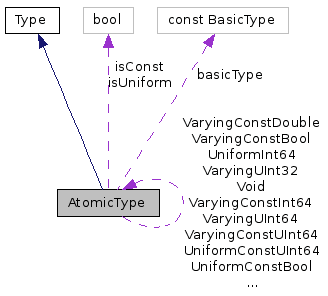 Type
bool
const BasicType
isConst
isUniform
basicType
VaryingConstDouble
VaryingConstBool
UniformInt64
VaryingUInt32
Void
VaryingConstInt64
VaryingUInt64
VaryingConstUInt64
UniformConstUInt64
UniformConstBool
...
AtomicType